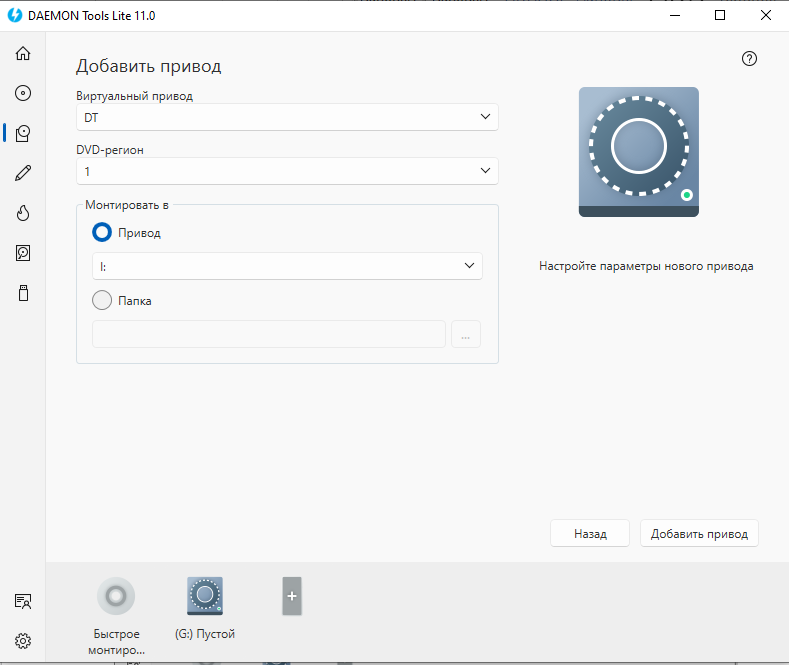 DAEMON Tools Lite 11.0
Добавить привод
Виртуальный привод
DT
DVD-регион
1
Монтировать в
Привод
I:
Папка
...
Настройте параметры нового привода
Назад
Добавить привод
Быстрое
монтиро...
(G:) Пустой